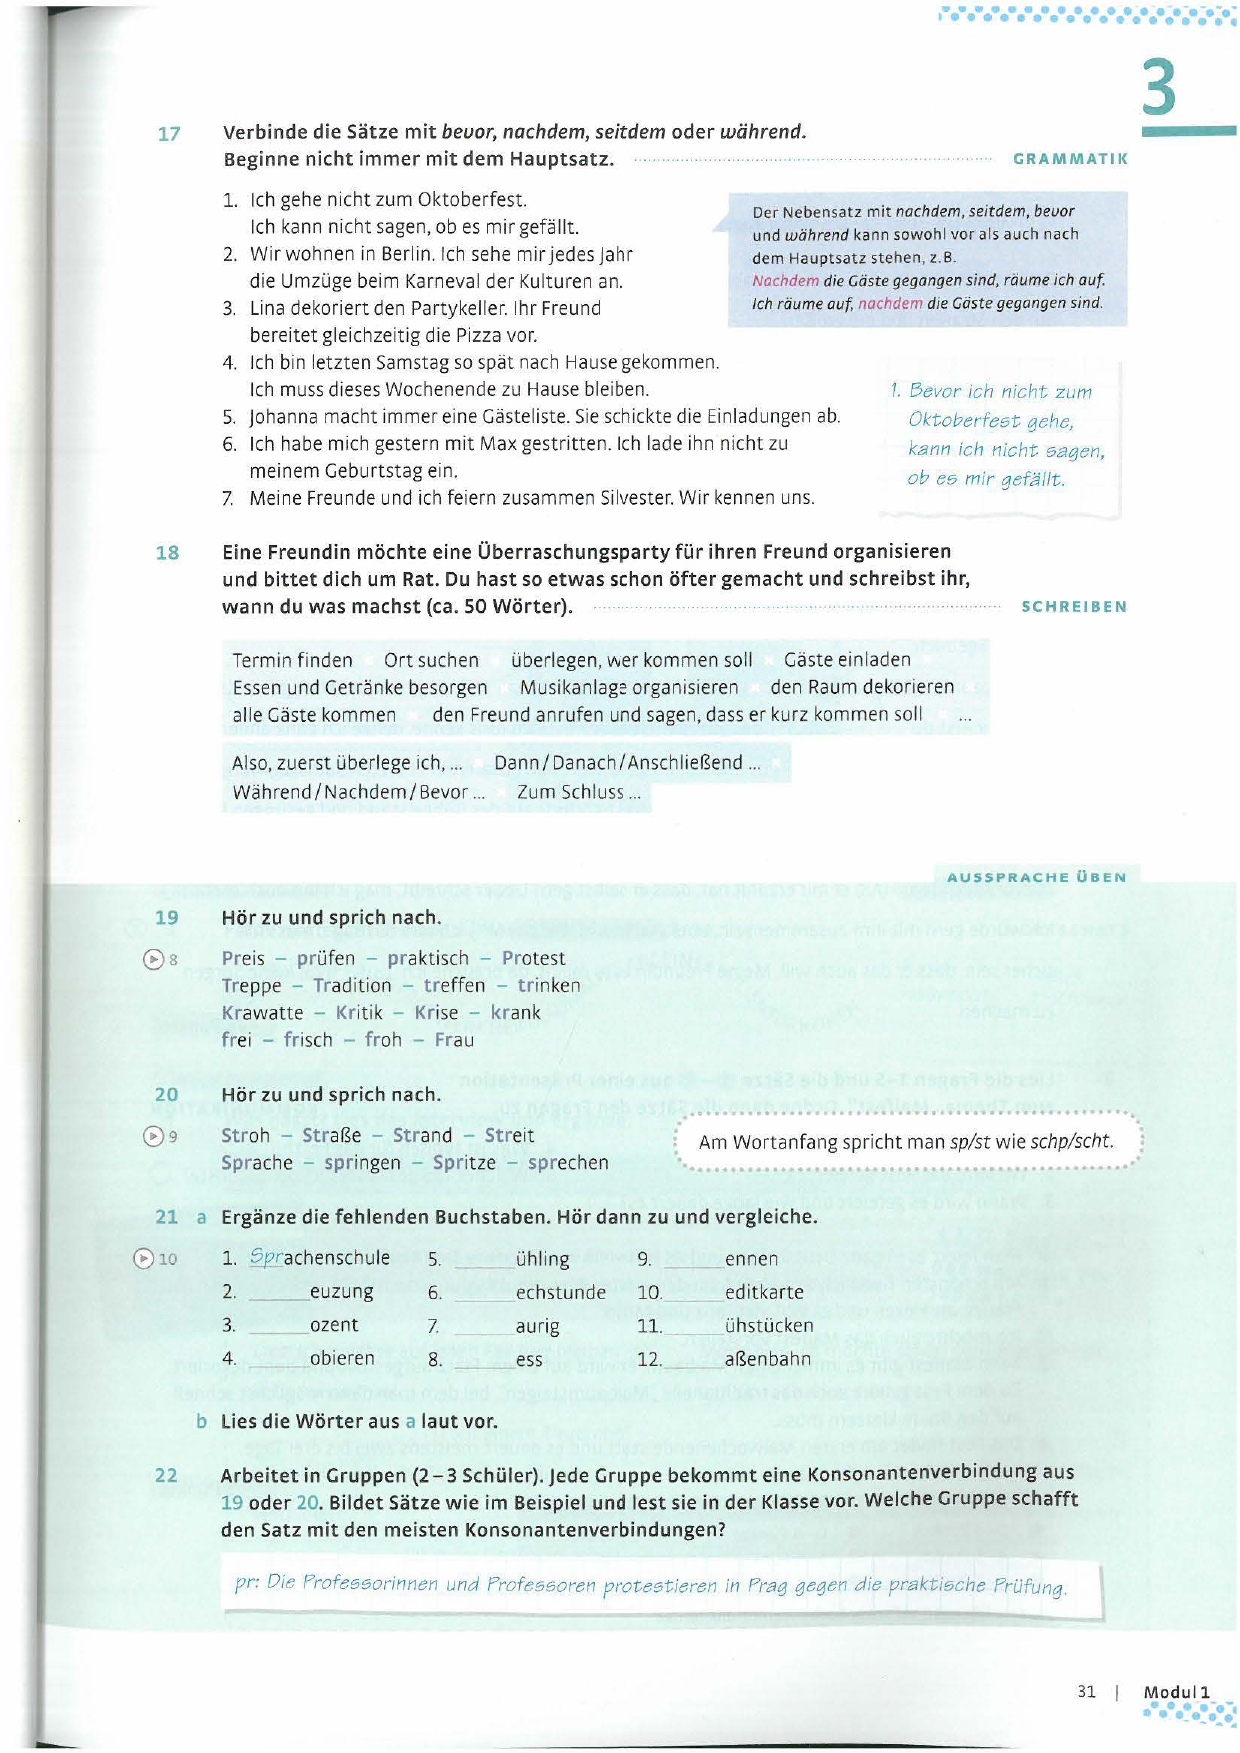 3
17 Verbinde die Sätze mit bevor, nachdem, seitdem oder während.
Beginne nicht immer mit dem Hauptsatz. GRAMMATIK
1. Ich gehe nicht zum Oktoberfest.
Ich kann nicht sagen, ob es mir gefällt.
2. Wir wohnen in Berlin. Ich sehe mir jedes Jahr
die Umzüge beim Karneval der Kulturen an.
3. Lina dekoriert den Partykeller. Ihr Freund
bereitet gleichzeitig die Pizza vor.
4. Ich bin letzten Samstag so spät nach Hause gekommen.
Ich muss dieses Wochenende zu Hause bleiben.
5. Johanna macht immer eine Gästeliste. Sie schickte die Einladungen ab.
6. Ich habe mich gestern mit Max gestritten. Ich lade ihn nicht zu
meinem Geburtstag ein.
7. Meine Freunde und ich feiern zusammen Silvester. Wir kennen uns.
Der Nebensatz mit nachdem, seitdem, bevor
und während kann sowohl vor als auch nach
dem Hauptsatz stehen, z.B.
Nachdem die Gäste gegangen sind, räume ich auf.
Ich räume auf, nachdem die Gäste gegangen sind.
1. Bevor ich nicht zum
Oktoberfest gehe,
kann ich nicht sagen,
ob es mir gefällt.
18 Eine Freundin möchte eine Überraschungsparty für ihren Freund organisieren
und bittet dich um Rat. Du hast so etwas schon öfter gemacht und schreibst ihr,
wann du was machst (ca. 50 Wörter). SCHREIBEN
Termin finden Ort suchen überlegen, wer kommen soll Gäste einladen
Essen und Getränke besorgen Musikanlage organisieren den Raum dekorieren
alle Gäste kommen den Freund anrufen und sagen, dass er kurz kommen soll ...
Also, zuerst überlege ich, ... Dann / Danach / Anschließend ...
Während / Nachdem / Bevor ... Zum Schluss ...
AUSSPRACHE ÜBEN
19 Hör zu und sprich nach.
8 Preis – prüfen – praktisch – Protest
Treppe – Tradition – treffen – trinken
Krawatte – Kritik – Krise – krank
frei – frisch – froh – Frau
20 Hör zu und sprich nach.
9 Stroh – Straße – Strand – Streit
Sprache – springen – Spritze – sprechen
Am Wortanfang spricht man sp/st wie schp/scht.
21 a Ergänze die fehlenden Buchstaben. Hör dann zu und vergleiche.
10 1. Sprachenschule 5. _____ühling 9. _____ennen
2. _____euzung 6. _____echstunde 10. _____editkarte
3. _____ozent 7. _____aurig 11. _____ühstücken
4. _____obieren 8. _____ess 12. _____aßenbahn
b Lies die Wörter aus a laut vor.
22 Arbeitet in Gruppen (2–3 Schüler). Jede Gruppe bekommt eine Konsonantenverbindung aus
19 oder 20. Bildet Sätze wie im Beispiel und lest sie in der Klasse vor. Welche Gruppe schafft
den Satz mit den meisten Konsonantenverbindungen?
pr: Die Professorinnen und Professoren protestieren in Prag gegen die praktische Prüfung.
31 | Modul 1